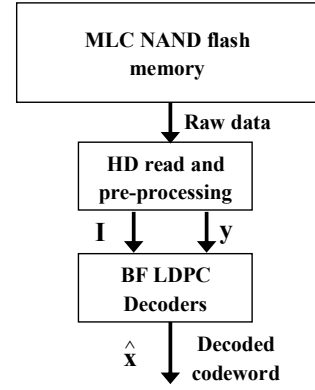 MLC NAND flash
memory
Raw data
HD read and
pre-processing
I y
BF LDPC
Decoders
x̂ Decoded
codeword